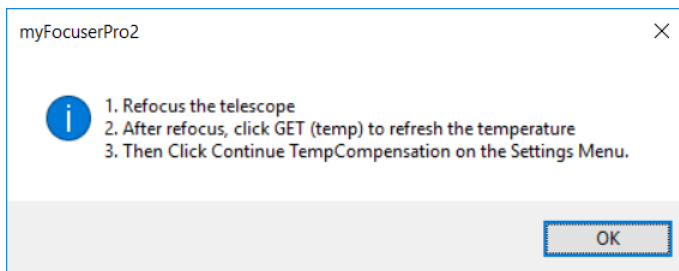 myFocuserPro2
1. Refocus the telescope
2. After refocus, click GET (temp) to refresh the temperature
3. Then Click Continue TempCompensation on the Settings Menu.
OK